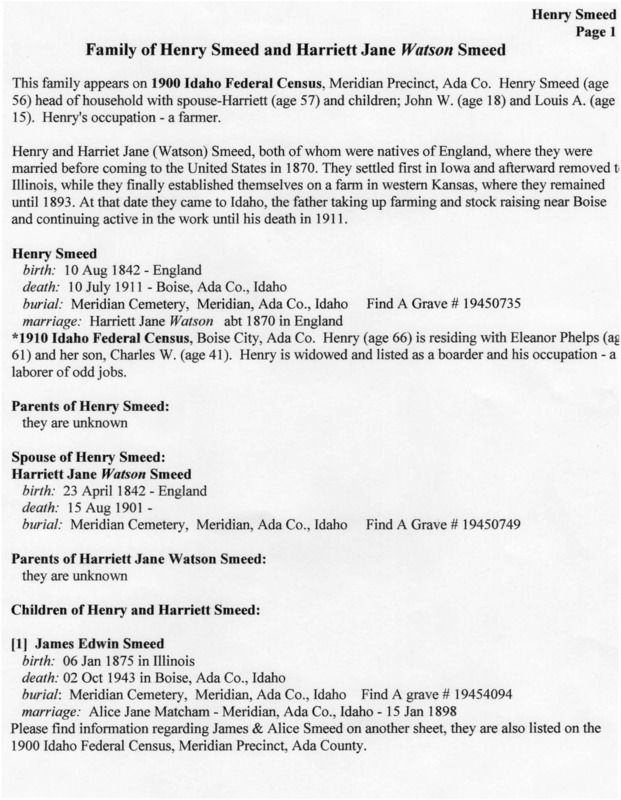 Henry Smeed
Page 1
Family of Henry Smeed and Harriett Jane Watson Smeed
This family appears on 1900 Idaho Federal Census, Meridian Precinct, Ada Co. Henry Smeed (age
56) head of household with spouse-Harriett (age 57) and children; John W. (age 18) and Louis A. (age
15). Henry's occupation - a farmer.
Henry and Harriet Jane (Watson) Smeed, both of whom were natives of England, where they were
married before coming to the United States in 1870. They settled first in Iowa and afterward removed t
Illinois, while they finally established themselves on a farm in western Kansas, where they remained
until 1893. At that date they came to Idaho, the father taking up farming and stock raising near Boise
and continuing active in the work until his death in 1911.
Henry Smeed
birth: 10 Aug 1842 - England
death: 10 July 1911 - Boise, Ada Co., Idaho
burial: Meridian Cemetery, Meridian, Ada Co., Idaho Find A Grave # 19450735
marriage: Harriett Jane Watson abt 1870 in England
*1910 Idaho Federal Census, Boise City, Ada Co. Henry (age 66) is residing with Eleanor Phelps (ag
61) and her son, Charles W. (age 41). Henry is widowed and listed as a boarder and his occupation - a
laborer of odd jobs.
Parents of Henry Smeed:
they are unknown
Spouse of Henry Smeed:
Harriett Jane Watson Smeed
birth: 23 April 1842 - England
death: 15 Aug 1901 -
burial: Meridian Cemetery, Meridian, Ada Co., Idaho Find A Grave # 19450749
Parents of Harriett Jane Watson Smeed:
they are unknown
Children of Henry and Harriett Smeed:
[1] James Edwin Smeed
birth: 06 Jan 1875 in Illinois
death: 02 Oct 1943 in Boise, Ada Co., Idaho
burial: Meridian Cemetery, Meridian, Ada Co., Idaho Find A grave # 19454094
marriage: Alice Jane Matcham - Meridian, Ada Co., Idaho - 15 Jan 1898
Please find information regarding James & Alice Smeed on another sheet, they are also listed on the
1900 Idaho Federal Census, Meridian Precinct, Ada County.